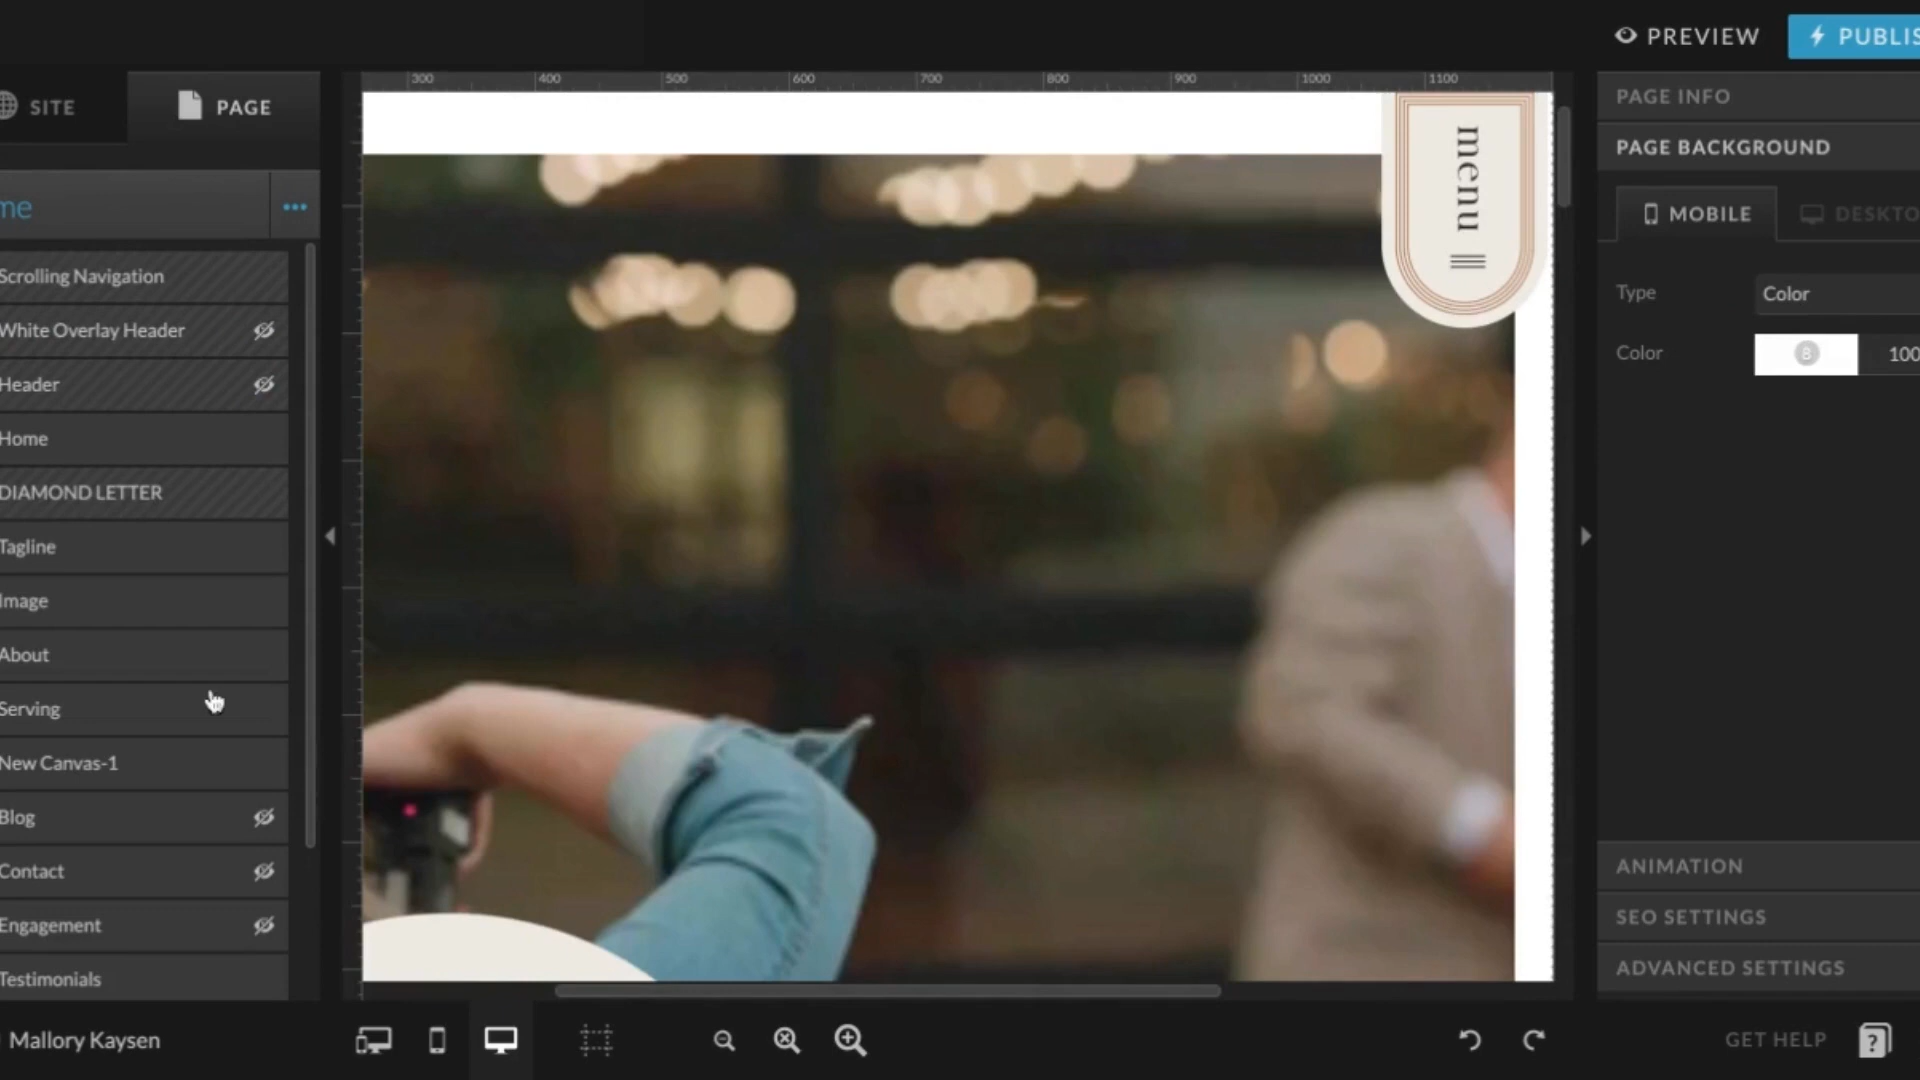 PREVIEW
PUBLIS
SITE
PAGE
me
Scrolling Navigation
White Overlay Header
Header
Home
DIAMOND LETTER
Tagline
Image
About
Serving
New Canvas-1
Blog
Contact
Engagement
Testimonials
Mallory Kaysen
300 400 500 600 700 800 900 1000 1100
menu
PAGE INFO
PAGE BACKGROUND
MOBILE
DESKTO
Type
Color
Color
8
100
ANIMATION
SEO SETTINGS
ADVANCED SETTINGS
GET HELP
?